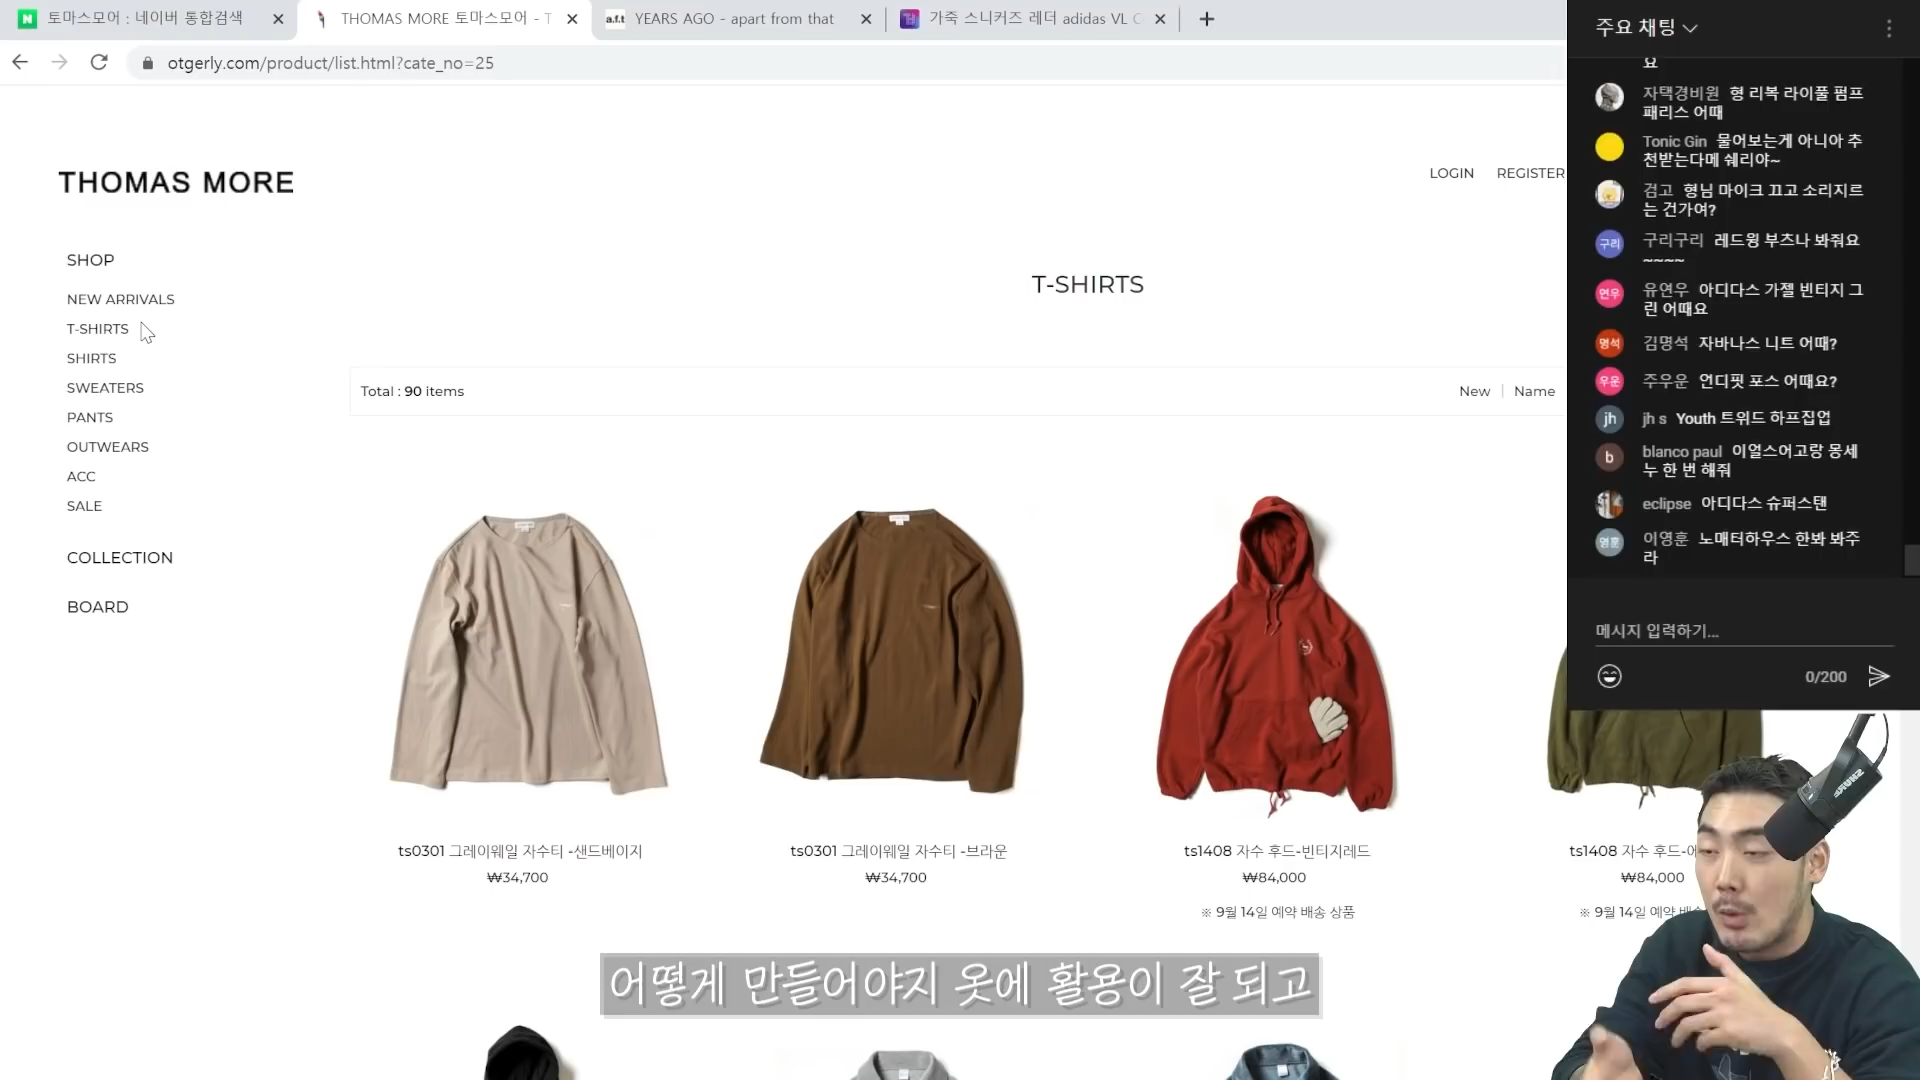 토마스모어 : 네이버 통합검색
THOMAS MORE 토마스모어 - T
a.f.t YEARS AGO - apart from that
가죽 스니커즈 레더 adidas VL C
otgerly.com/product/list.html?cate_no=25
THOMAS MORE
LOGIN
REGISTER
SHOP
NEW ARRIVALS
T-SHIRTS
SHIRTS
SWEATERS
PANTS
OUTWEARS
ACC
SALE
COLLECTION
BOARD
T-SHIRTS
Total : 90 items
New | Name
ts0301 그레이웨일 자수티 -샌드베이지
₩34,700
ts0301 그레이웨일 자수티 -브라운
₩34,700
ts1408 자수 후드-빈티지레드
₩84,000
※ 9월 14일 예약 배송 상품
ts1408 자수 후드-
₩84,000
※ 9월 14일 예약
주요 채팅
요
자택경비원 형 리복 라이풀 펌프
패리스 어때
Tonic Gin 물어보는게 아니아 추
천받는다메 쉐리야~
검고 형님 마이크 끄고 소리지르
는 건가여?
구리 구리구리 레드윙 부츠나 봐줘요
~~~~
연우 유연우 아디다스 가젤 빈티지 그
린 어때요
명석 김명석 자바나스 니트 어때?
우운 주우운 언디핏 포스 어때요?
jh jh s Youth 트위드 하프집업
b blanco paul 이얼스어고랑 몽세
누 한 번 해줘
eclipse 아디다스 슈퍼스탠
영훈 이영훈 노매터하우스 한봐 봐주
라
메시지 입력하기...
0/200
SHURE
어떻게 만들어야지 옷에 활용이 잘 되고